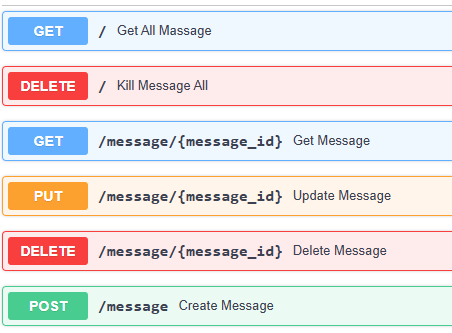 GET / Get All Massage
DELETE / Kill Message All
GET /message/{message_id} Get Message
PUT /message/{message_id} Update Message
DELETE /message/{message_id} Delete Message
POST /message Create Message